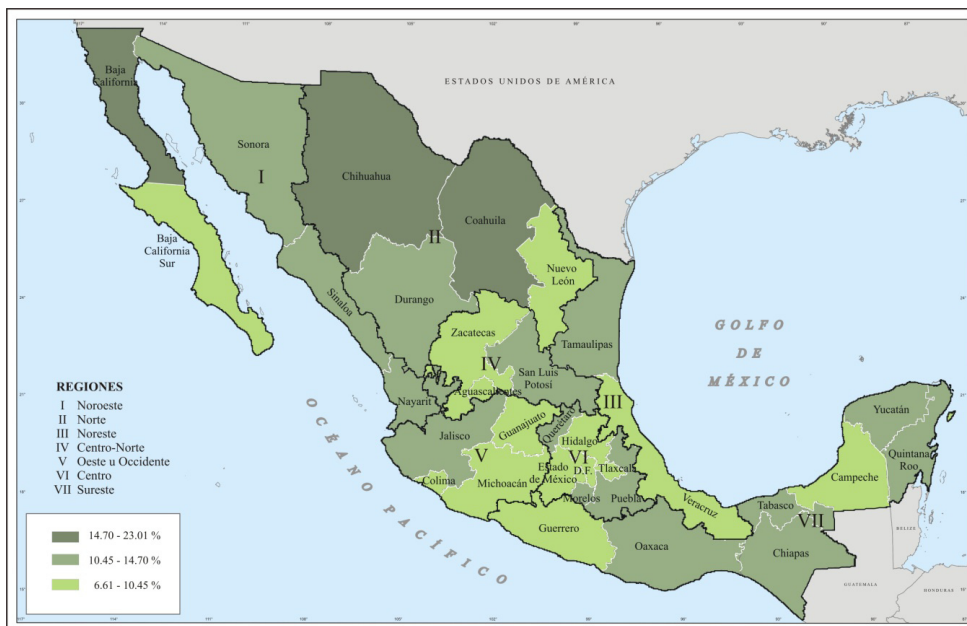 ESTADOS UNIDOS DE AMÉRICA
Baja
California
Sonora
I
Chihuahua
Coahuila
II
Baja
California
Sur
Nuevo
León
Durango
Sinaloa
Zacatecas
Tamaulipas
GOLFO
DE
MÉXICO
IV
San Luis
Potosí
Aguascalientes
Nayarit
III
REGIONES
I Noroeste
II Norte
III Noreste
IV Centro-Norte
V Oeste u Occidente
VI Centro
VII Sureste
OCÉANO PACÍFICO
Jalisco
Guanajuato
Querétaro
Hidalgo
V
VI
Colima
Michoacán
Estado
de México
D.F.
Tlaxcala
Morelos
Puebla
Veracruz
Guerrero
Oaxaca
Yucatán
Quintana
Roo
Campeche
Tabasco
VII
Chiapas
BELIZE
GUATEMALA
HONDURAS
14.70 - 23.01 %
10.45 - 14.70 %
6.61 - 10.45 %